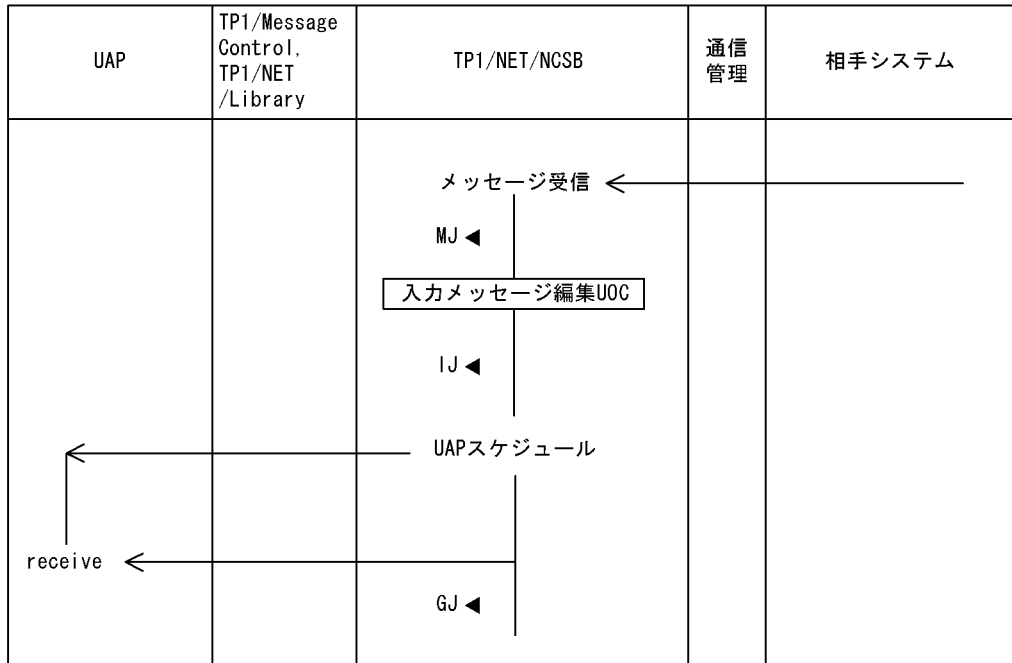 UAP
TP1/Message
Control,
TP1/NET
/Library
TP1/NET/NCSB
通信
管理
相手システム
メッセージ受信
MJ
入力メッセージ編集UOC
IJ
UAPスケジュール
receive
GJ